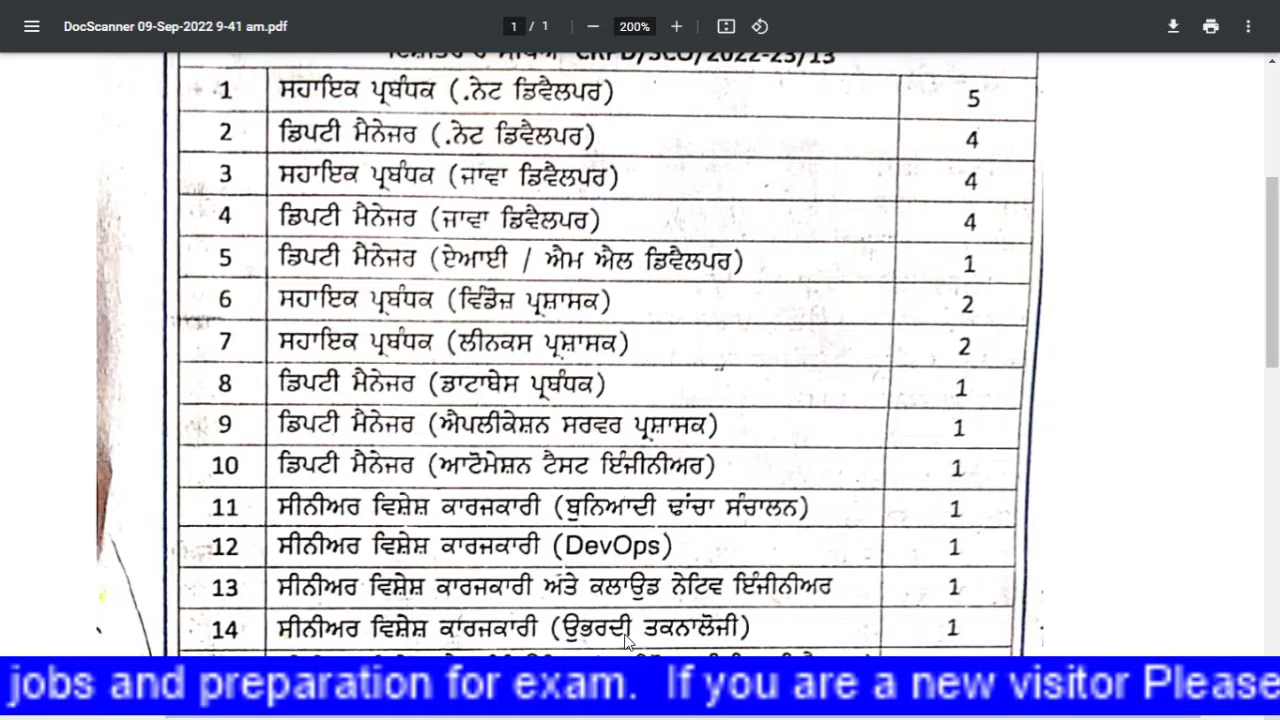 DocScanner 09-Sep-2022 9-41 am.pdf
1 / 1
200%
CRPD/SCO/2022-23/13
1 ਸਹਾਇਕ ਪ੍ਰਬੰਧਕ (.ਨੇਟ ਡਿਵੈਲਪਰ) 5
2 ਡਿਪਟੀ ਮੈਨੇਜਰ (.ਨੇਟ ਡਿਵੈਲਪਰ) 4
3 ਸਹਾਇਕ ਪ੍ਰਬੰਧਕ (ਜਾਵਾ ਡਿਵੈਲਪਰ) 4
4 ਡਿਪਟੀ ਮੈਨੇਜਰ (ਜਾਵਾ ਡਿਵੈਲਪਰ) 4
5 ਡਿਪਟੀ ਮੈਨੇਜਰ (ਏਆਈ / ਐਮ ਐਲ ਡਿਵੈਲਪਰ) 1
6 ਸਹਾਇਕ ਪ੍ਰਬੰਧਕ (ਵਿੰਡੋਜ਼ ਪ੍ਰਸ਼ਾਸਕ) 2
7 ਸਹਾਇਕ ਪ੍ਰਬੰਧਕ (ਲੀਨਕਸ ਪ੍ਰਸ਼ਾਸਕ) 2
8 ਡਿਪਟੀ ਮੈਨੇਜਰ (ਡਾਟਾਬੇਸ ਪ੍ਰਬੰਧਕ) 1
9 ਡਿਪਟੀ ਮੈਨੇਜਰ (ਐਪਲੀਕੇਸ਼ਨ ਸਰਵਰ ਪ੍ਰਸ਼ਾਸਕ) 1
10 ਡਿਪਟੀ ਮੈਨੇਜਰ (ਆਟੋਮੇਸ਼ਨ ਟੈਸਟ ਇੰਜੀਨੀਅਰ) 1
11 ਸੀਨੀਅਰ ਵਿਸ਼ੇਸ਼ ਕਾਰਜਕਾਰੀ (ਬੁਨਿਆਦੀ ਢਾਂਚਾ ਸੰਚਾਲਨ) 1
12 ਸੀਨੀਅਰ ਵਿਸ਼ੇਸ਼ ਕਾਰਜਕਾਰੀ (DevOps) 1
13 ਸੀਨੀਅਰ ਵਿਸ਼ੇਸ਼ ਕਾਰਜਕਾਰੀ ਅਤੇ ਕਲਾਉਡ ਨੇਟਿਵ ਇੰਜੀਨੀਅਰ 1
14 ਸੀਨੀਅਰ ਵਿਸ਼ੇਸ਼ ਕਾਰਜਕਾਰੀ (ਉਭਰਦੀ ਤਕਨਾਲੋਜੀ) 1
jobs and preparation for exam. If you are a new visitor Please